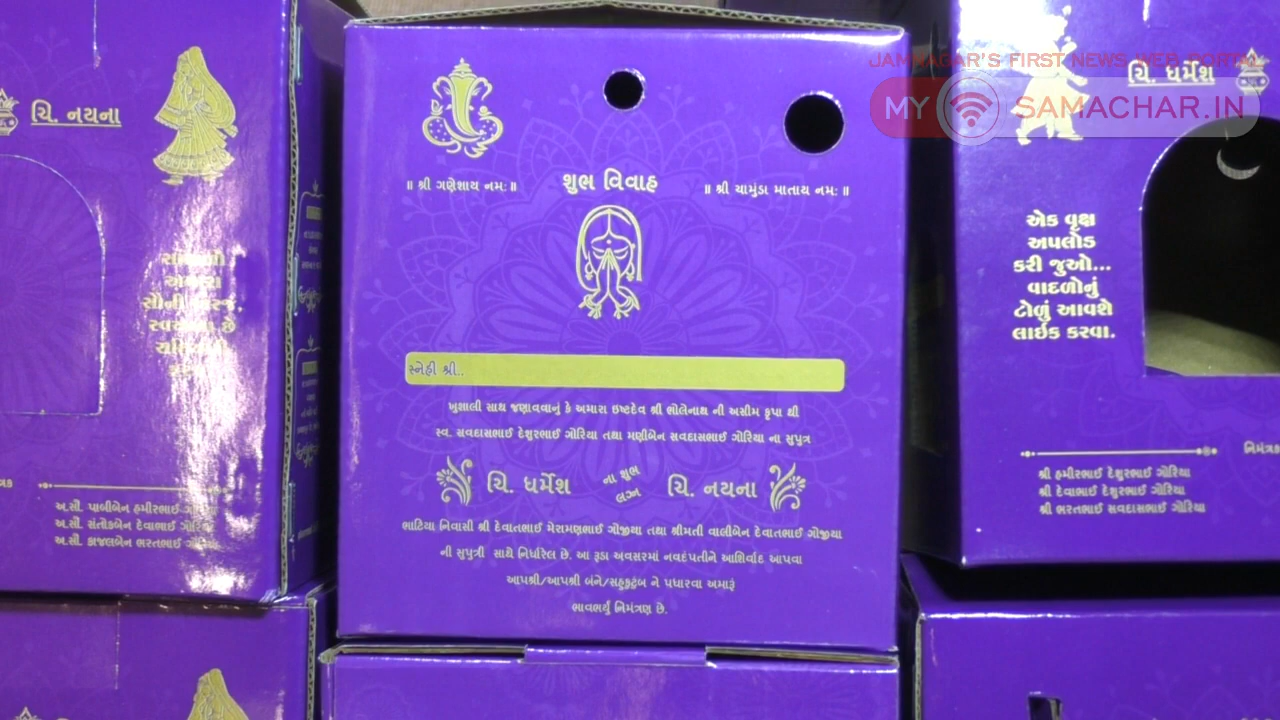 JAMNAGAR'S FIRST NEWS WEB PORTAL
MY SAMACHAR.IN
ચિ. નયના
સૌની
સ્વ છે
અ.સૌ. પાબીબેન હમીરભાઈ
અ.સૌ. સંતોકબેન દેવાભાઈ
અ.સૌ. કાજલબેન ભરતભાઈ
॥ શ્રી ગણેશાય નમઃ ॥
શુભ વિવાહ
॥ શ્રી ચામુંડા માતાય નમઃ ॥
સ્નેહી શ્રી..
ખુશાલી સાથ જણાવવાનું કે અમારા ઇષ્ટદેવ શ્રી ભોલેનાથ ની અસીમ કૃપા થી
સ્વ. સવદાસભાઈ દેશુરભાઈ ગોરિયા તથા મણીબેન સવદાસભાઈ ગોરિયા ના સુપુત્ર
ચિ. ધર્મેશ ના શુભ લગ્ન ચિ. નયના
ભાટિયા નિવાસી શ્રી દેવાતભાઈ મેરામણભાઈ ગોજીયા તથા શ્રીમતી વાલીબેન દેવાતભાઈ ગોજીયા
ની સુપુત્રી સાથે નિર્ધારેલ છે. આ રૂડા અવસરમાં નવદંપતીને આશિર્વાદ આપવા
આપશ્રી/આપશ્રી બંને/સહકુટુંબ ને પધારવા અમારૂં
ભાવભર્યું નિમંત્રણ છે.
ચિ. ધર્મેશ
એક વૃક્ષ
અપલોડ
કરી જુઓ...
વાદળોનું
ટોળું આવશે
લાઈક કરવા.
નિમંત્રક
શ્રી હમીરભાઈ દેશુરભાઈ ગોરિયા
શ્રી દેવાભાઈ દેશુરભાઈ ગોરિયા
શ્રી ભરતભાઈ સવદાસભાઈ ગોરિયા